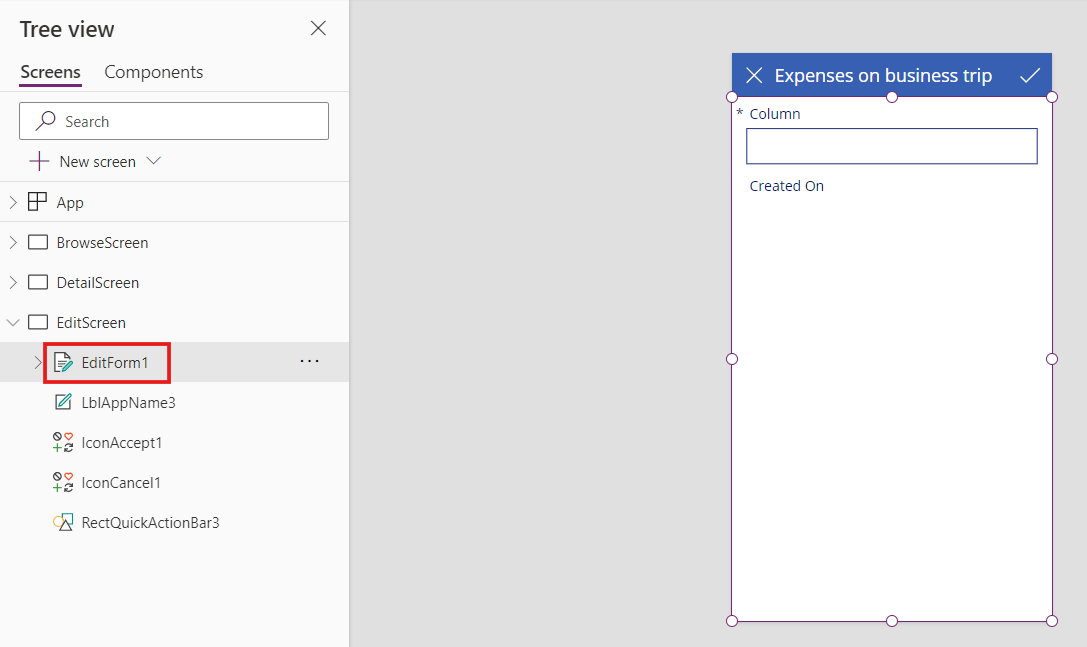 Tree view
Screens Components
Search
New screen
App
BrowseScreen
DetailScreen
EditScreen
EditForm1
LblAppName3
IconAccept1
IconCancel1
RectQuickActionBar3
Expenses on business trip
* Column
Created On